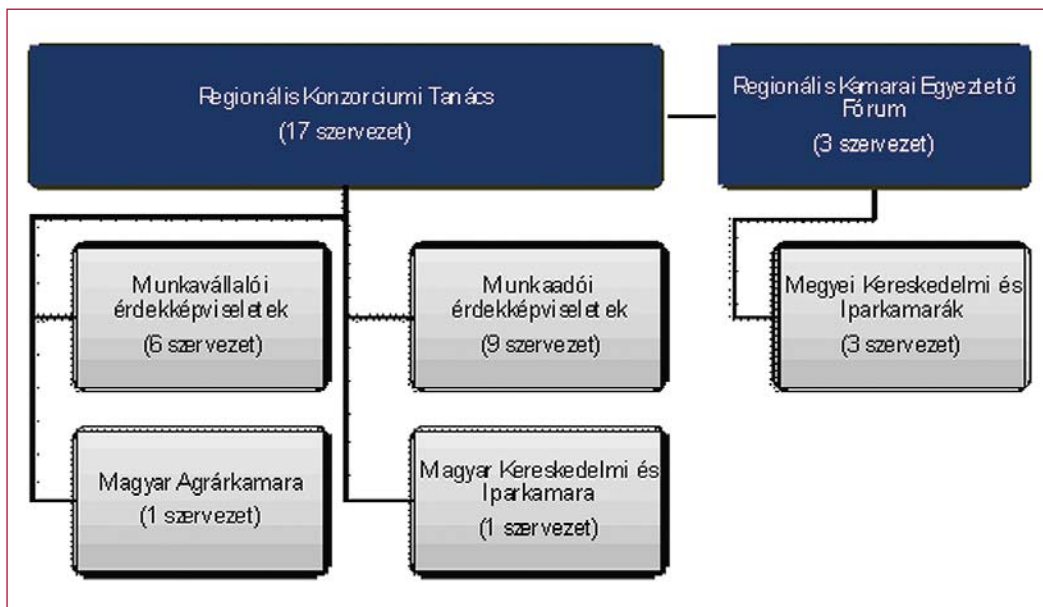 Regionális Konzorciumi Tanács
(17 szervezet)
Regionális Kamarai Egyeztető
Fórum
(3 szervezet)
Munkavállalói
érdekképviseletek
(6 szervezet)
Munkaadói
érdekképviseletek
(9 szervezet)
Megyei Kereskedelmi és
Iparkamarák
(3 szervezet)
Magyar Agrárkamara
(1 szervezet)
Magyar Kereskedelmi és
Iparkamara
(1 szervezet)